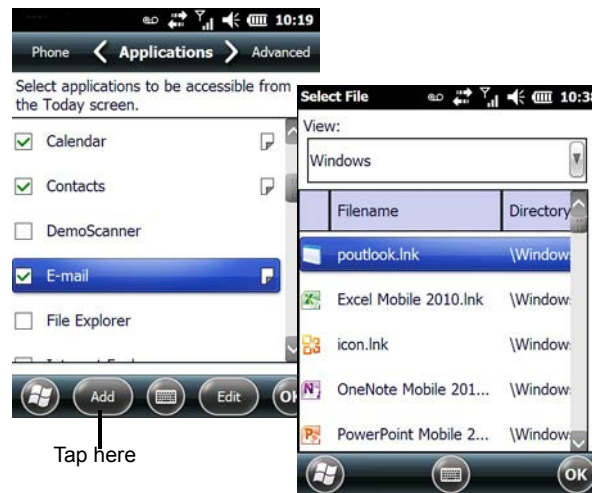 10:19
Phone Applications Advanced
Select applications to be accessible from
the Today screen.
Calendar
Contacts
DemoScanner
E-mail
File Explorer
Add Edit
Tap here
Select File 10:38
View:
Windows
Filename Directory
poutlook.lnk \Window
Excel Mobile 2010.lnk \Window
icon.lnk \Window
OneNote Mobile 201... \Window
PowerPoint Mobile 2... \Window
OK